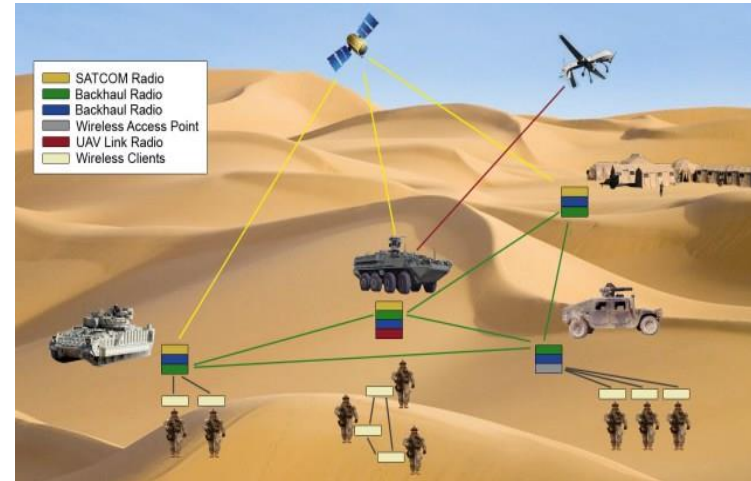 SATCOM Radio
Backhaul Radio
Backhaul Radio
Wireless Access Point
UAV Link Radio
Wireless Clients